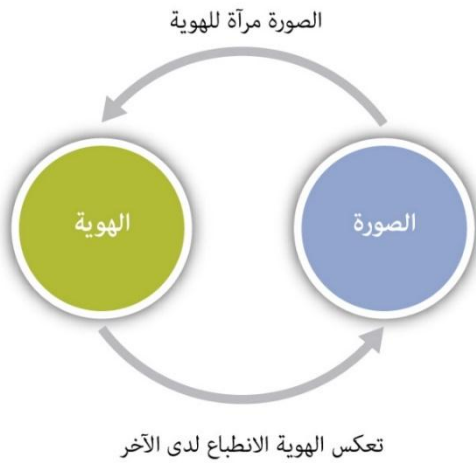 الصورة مرآة للهوية
الصورة
الهوية
تعكس الهوية الانطباع لدى الآخر